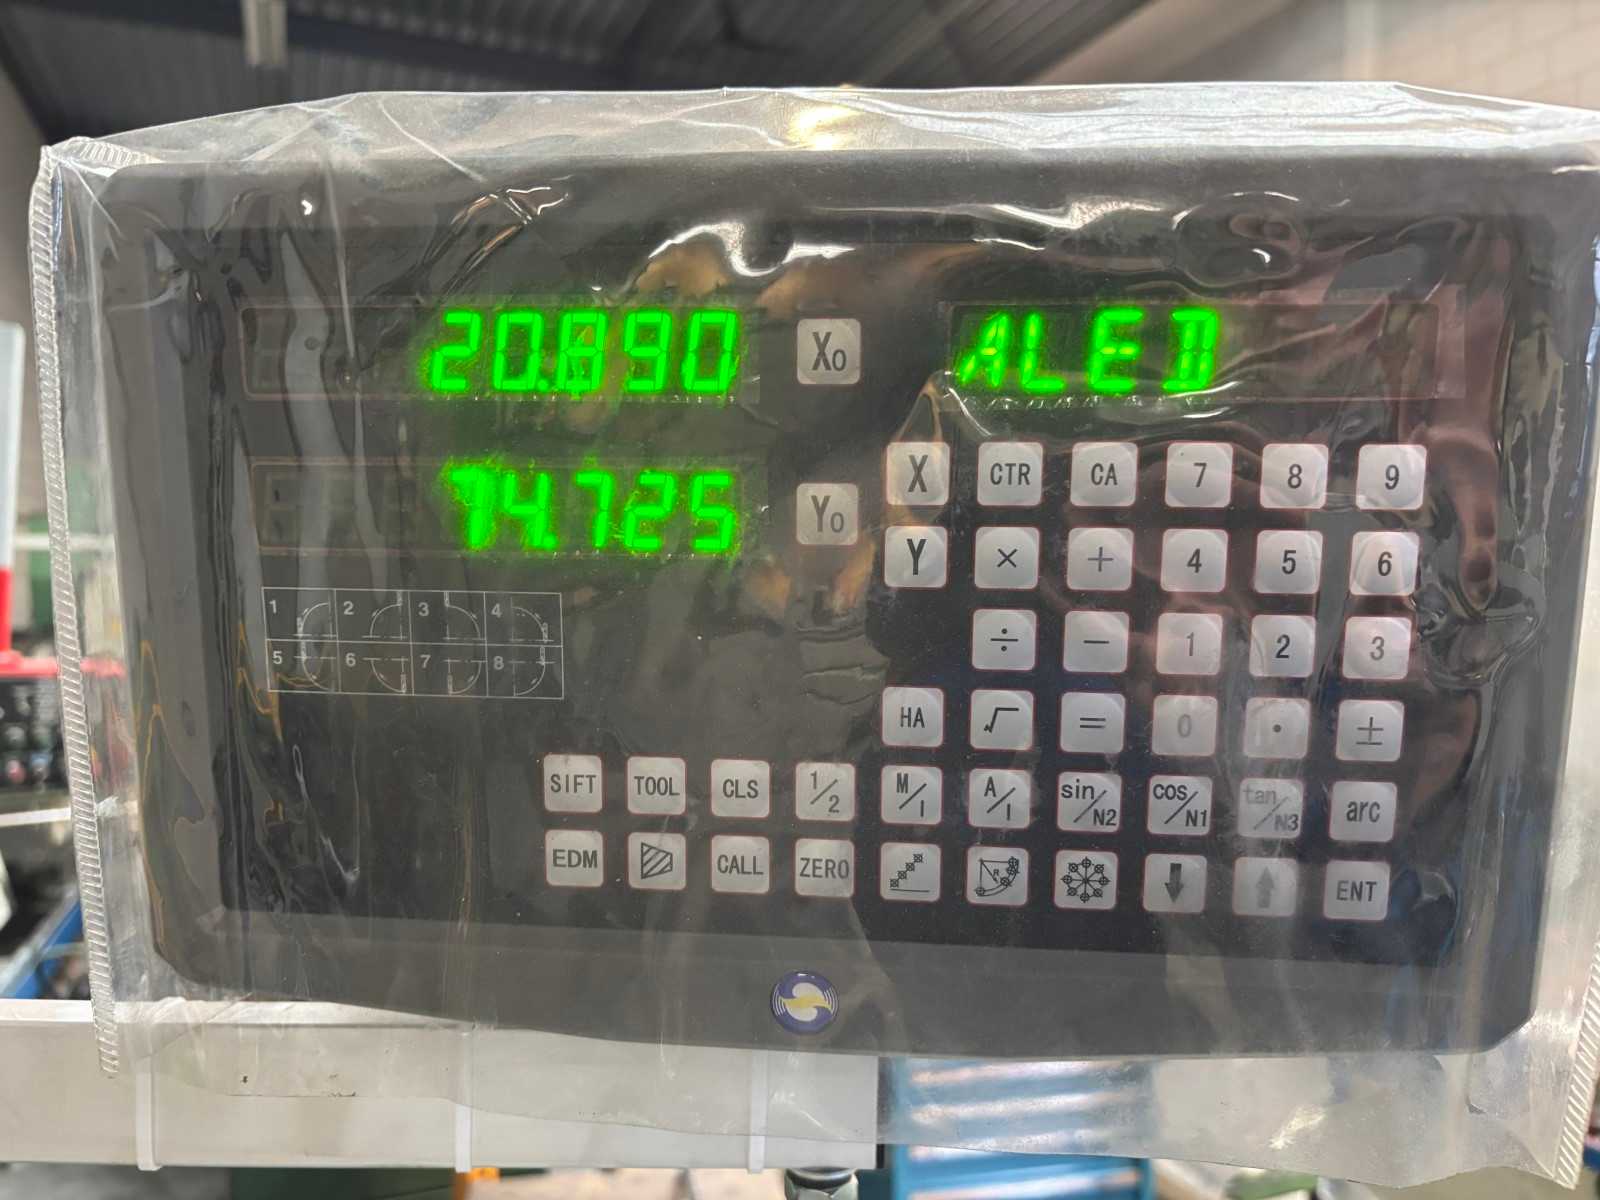 20.890 X0 ALE D
74.725 Y0
X CTR CA 7 8 9
Y × + 4 5 6
÷ − 1 2 3
HA √ = 0 . ±
1 2 3 4
5 6 7 8
SIFT TOOL CLS 1/2 M/I A/I sin/N2 cos/N1 tan/N3 arc
EDM CALL ZERO R ENT